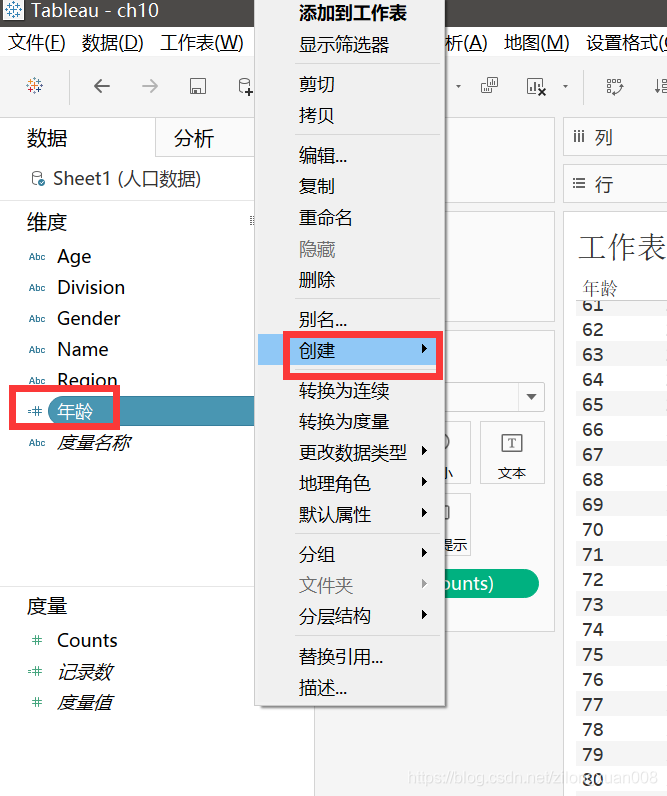 Tableau - ch10
文件(F) 数据(D) 工作表(W) 析(A) 地图(M) 设置格式(
数据 分析
Sheet1 (人口数据)
维度
Abc Age
Abc Division
Abc Gender
Abc Name
Abc Region
年龄
Abc 度量名称
度量
Counts
记录数
度量值
添加到工作表
显示筛选器
剪切
拷贝
编辑...
复制
重命名
隐藏
删除
别名...
创建
转换为连续
转换为度量
更改数据类型
地理角色
默认属性
分组
文件夹
分层结构
替换引用...
描述...
小
T
文本
提示
ounts)
列
行
工作表
年龄
61
62
63
64
65
66
67
68
69
70
71
72
73
74
75
76
77
78
79
80
https://blog.csdn.net/zilongxuan008